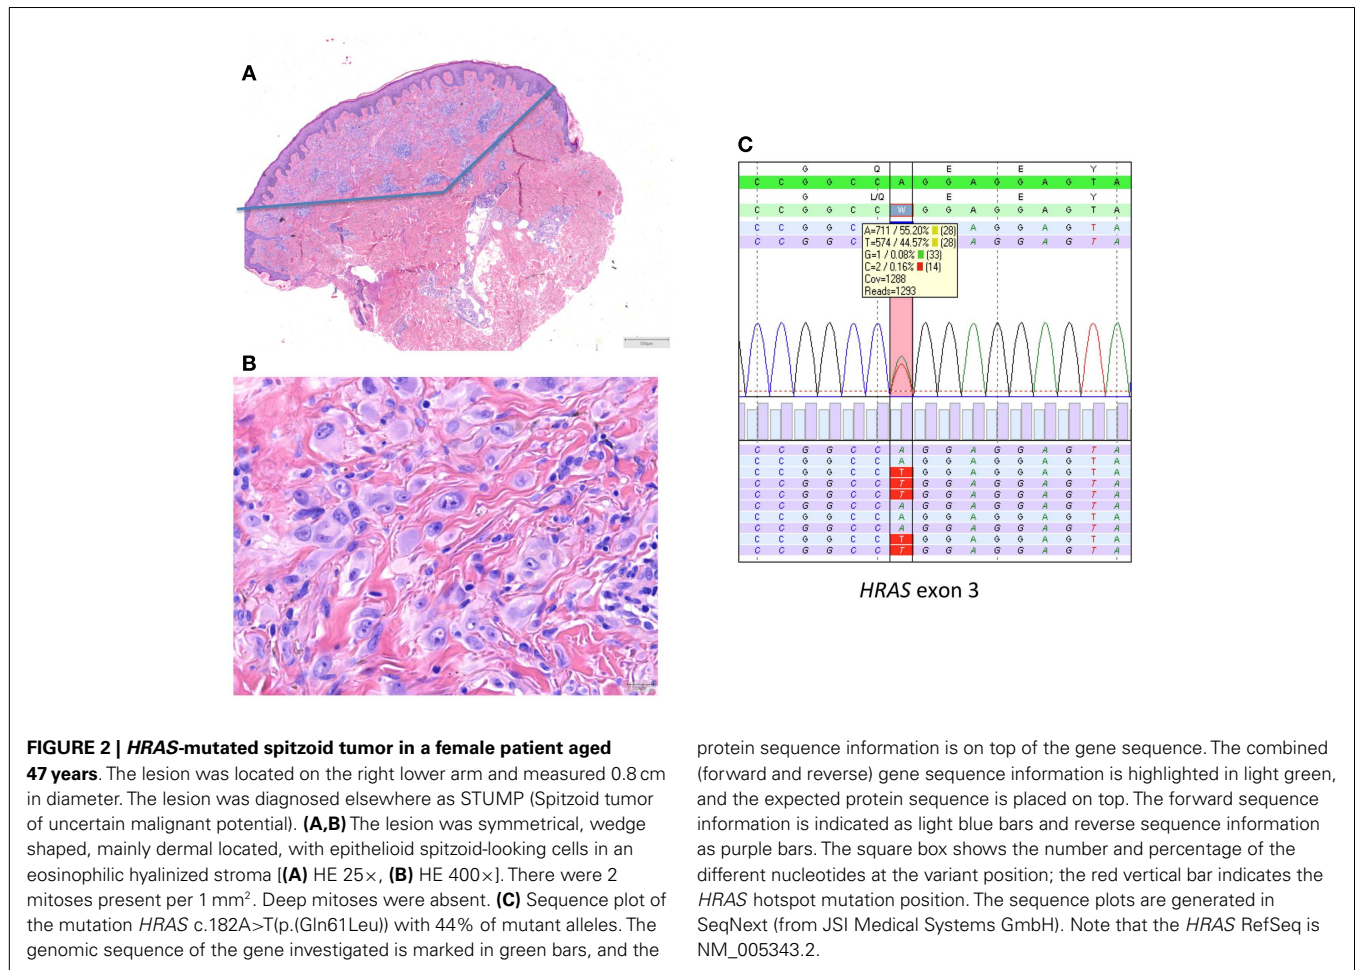 A
B
C
G Q E E Y
C C G G C C A G G A G G A G T A
G L/Q E E Y
C C G G C C W G G A G G A G T A
C C G G C A G G A G T A
C C G G C A G G A G T A
A=711 / 55.20% (28)
T=574 / 44.57% (28)
G=1 / 0.08% (33)
C=2 / 0.16% (14)
Cov=1288
Reads=1293
C C G G C C A G G A G G A G T A
C C G G C C A G G A G G A G T A
C C G G C C T G G A G G A G T A
C C G G C C T G G A G G A G T A
C C G G C C T G G A G G A G T A
C C G G C C A G G A G G A G T A
C C G G C C A G G A G G A G T A
C C G G C C A G G A G G A G T A
C C G G C C T G G A G G A G T A
C C G G C C T G G A G G A G T A
HRAS exon 3
FIGURE 2 | HRAS-mutated spitzoid tumor in a female patient aged
47 years. The lesion was located on the right lower arm and measured 0.8 cm
in diameter. The lesion was diagnosed elsewhere as STUMP (Spitzoid tumor
of uncertain malignant potential). (A,B) The lesion was symmetrical, wedge
shaped, mainly dermal located, with epithelioid spitzoid-looking cells in an
eosinophilic hyalinized stroma [(A) HE 25×, (B) HE 400×]. There were 2
mitoses present per 1 mm². Deep mitoses were absent. (C) Sequence plot of
the mutation HRAS c.182A>T(p.(Gln61Leu)) with 44% of mutant alleles. The
genomic sequence of the gene investigated is marked in green bars, and the
protein sequence information is on top of the gene sequence. The combined
(forward and reverse) gene sequence information is highlighted in light green,
and the expected protein sequence is placed on top. The forward sequence
information is indicated as light blue bars and reverse sequence information
as purple bars. The square box shows the number and percentage of the
different nucleotides at the variant position; the red vertical bar indicates the
HRAS hotspot mutation position. The sequence plots are generated in
SeqNext (from JSI Medical Systems GmbH). Note that the HRAS RefSeq is
NM_005343.2.